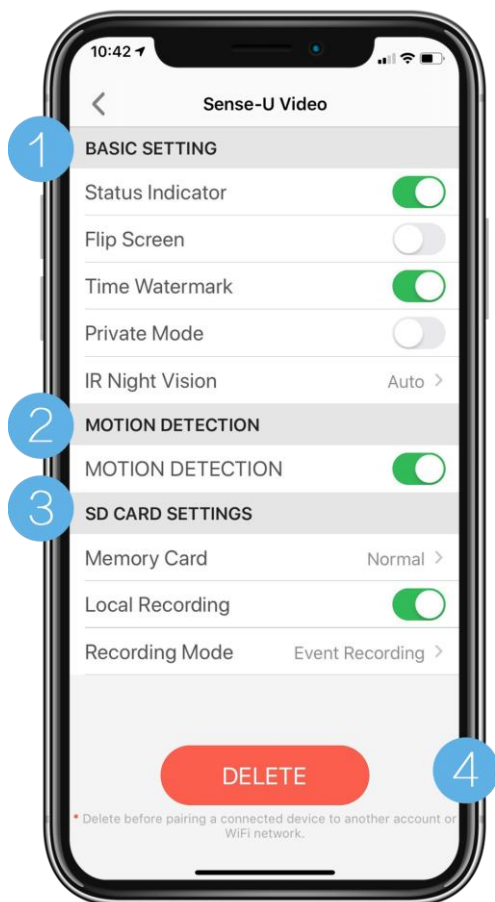 10:42
Sense-U Video
1
BASIC SETTING
Status Indicator
Flip Screen
Time Watermark
Private Mode
IR Night Vision Auto >
2
MOTION DETECTION
MOTION DETECTION
3
SD CARD SETTINGS
Memory Card Normal >
Local Recording
Recording Mode Event Recording >
DELETE
4
* Delete before pairing a connected device to another account or
WiFi network.